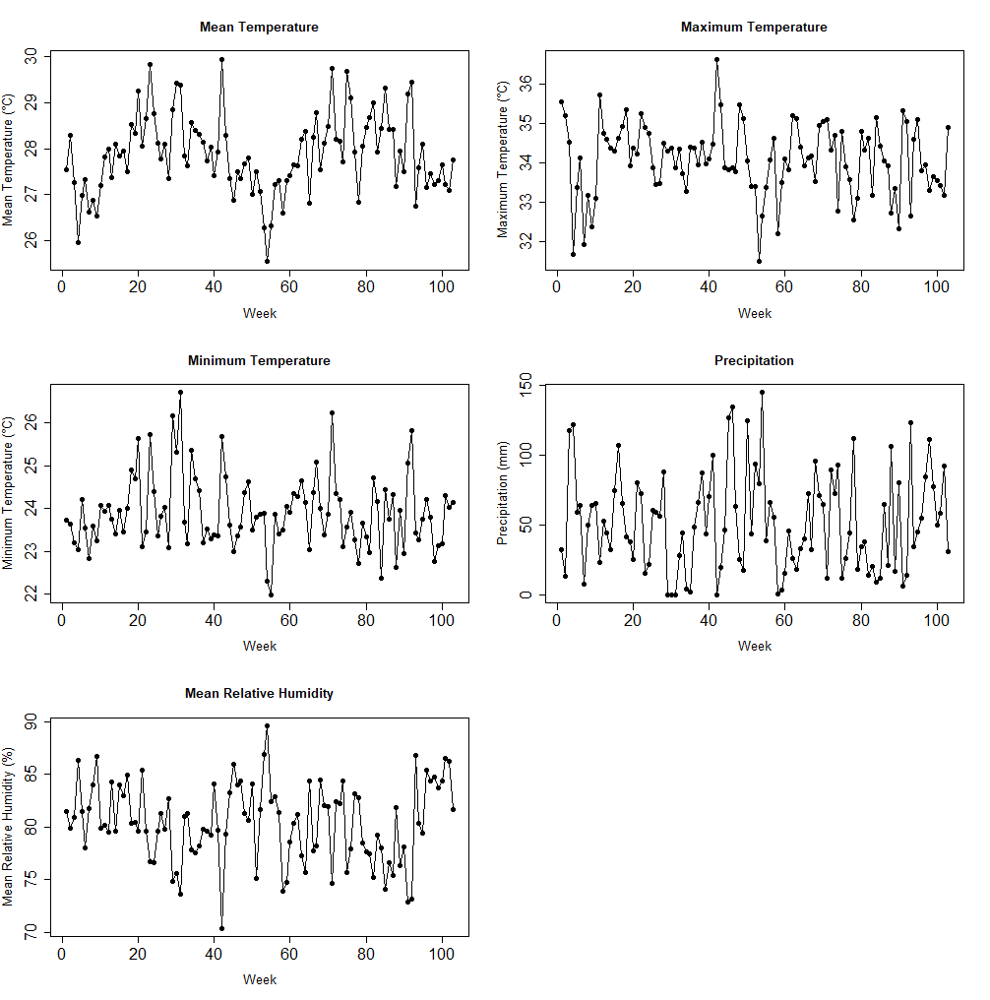 Mean Temperature
Mean Temperature (°C)
30
29
28
27
26
0 20 40 60 80 100
Week
Maximum Temperature
Maximum Temperature (°C)
36
35
34
33
32
0 20 40 60 80 100
Week
Minimum Temperature
Minimum Temperature (°C)
26
25
24
23
22
0 20 40 60 80 100
Week
Precipitation
Precipitation (mm)
150
100
50
0
0 20 40 60 80 100
Week
Mean Relative Humidity
Mean Relative Humidity (%)
90
85
80
75
70
0 20 40 60 80 100
Week